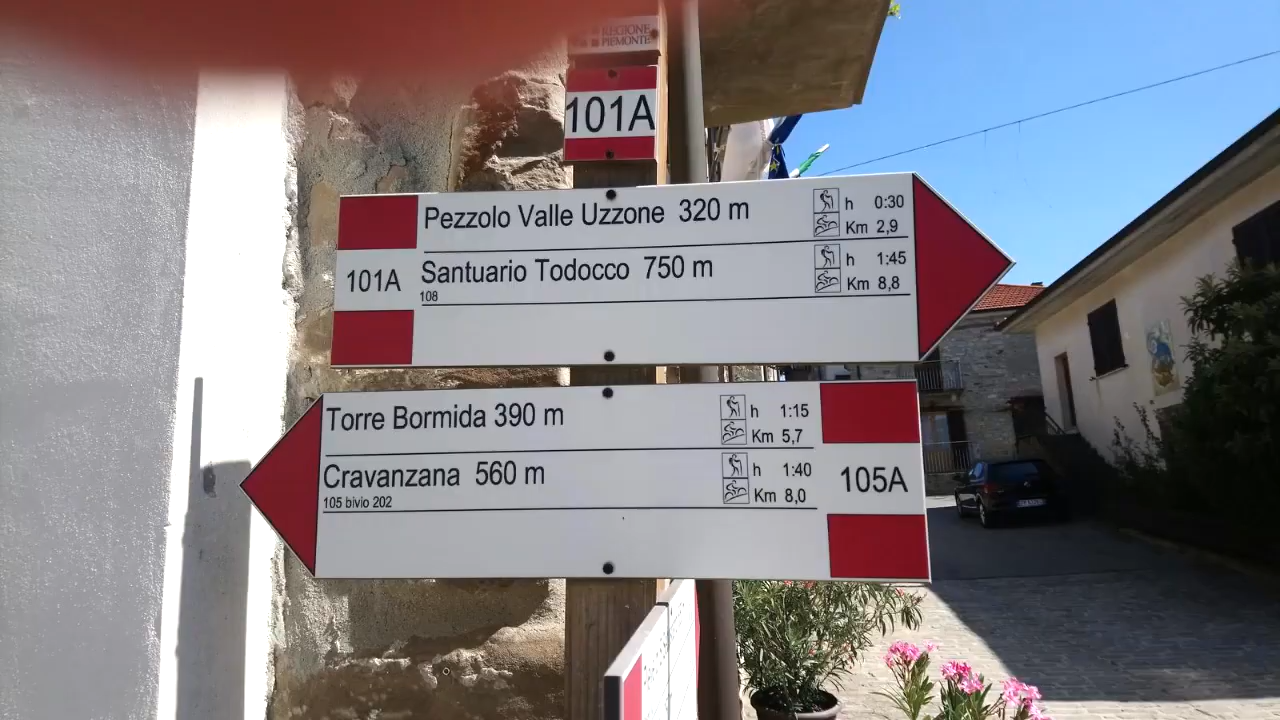 REGIONE
PIEMONTE
101A
Pezzolo Valle Uzzone 320 m
h 0:30
Km 2,9
101A
Santuario Todocco 750 m
108
h 1:45
Km 8,8
Torre Bormida 390 m
h 1:15
Km 5,7
Cravanzana 560 m
105 bivio 202
h 1:40
Km 8,0
105A